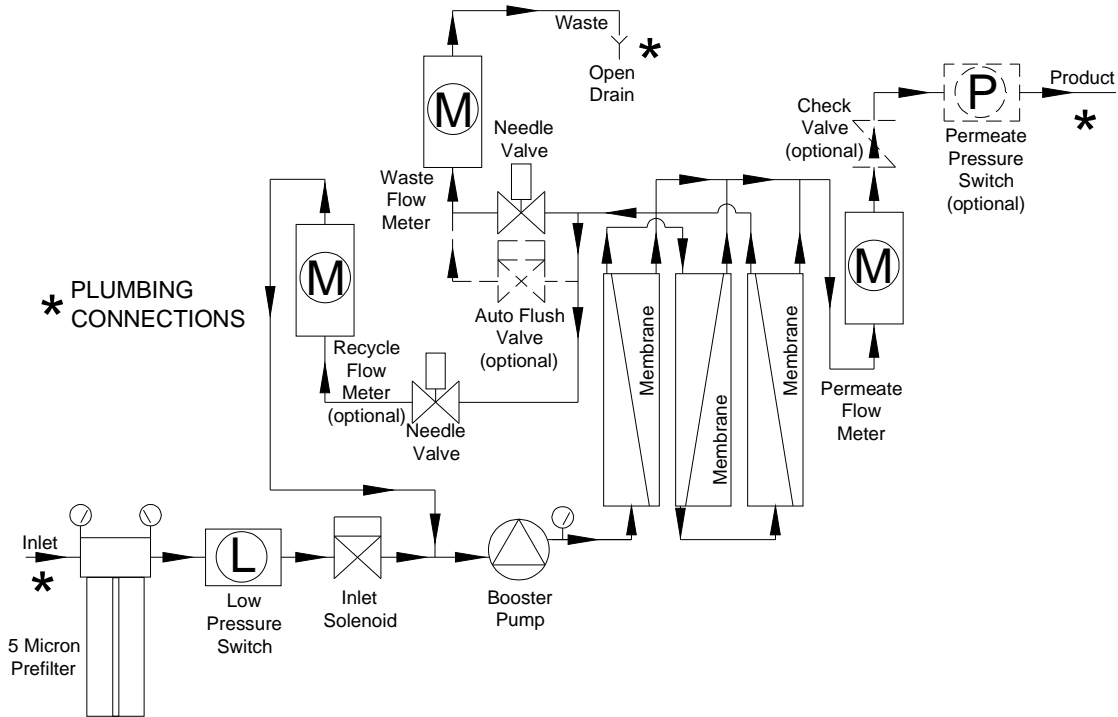 Waste
*
Open
Drain
M
Needle
Valve
Waste
Flow
Meter
Check
Valve
(optional)
P
Product
*
Permeate
Pressure
Switch
(optional)
M
M
* PLUMBING
CONNECTIONS
Auto Flush
Valve
(optional)
Recycle
Flow
Meter
(optional)
Needle
Valve
Membrane
Membrane
Membrane
Permeate
Flow
Meter
Inlet
*
5 Micron
Prefilter
L
Low
Pressure
Switch
Inlet
Solenoid
Booster
Pump